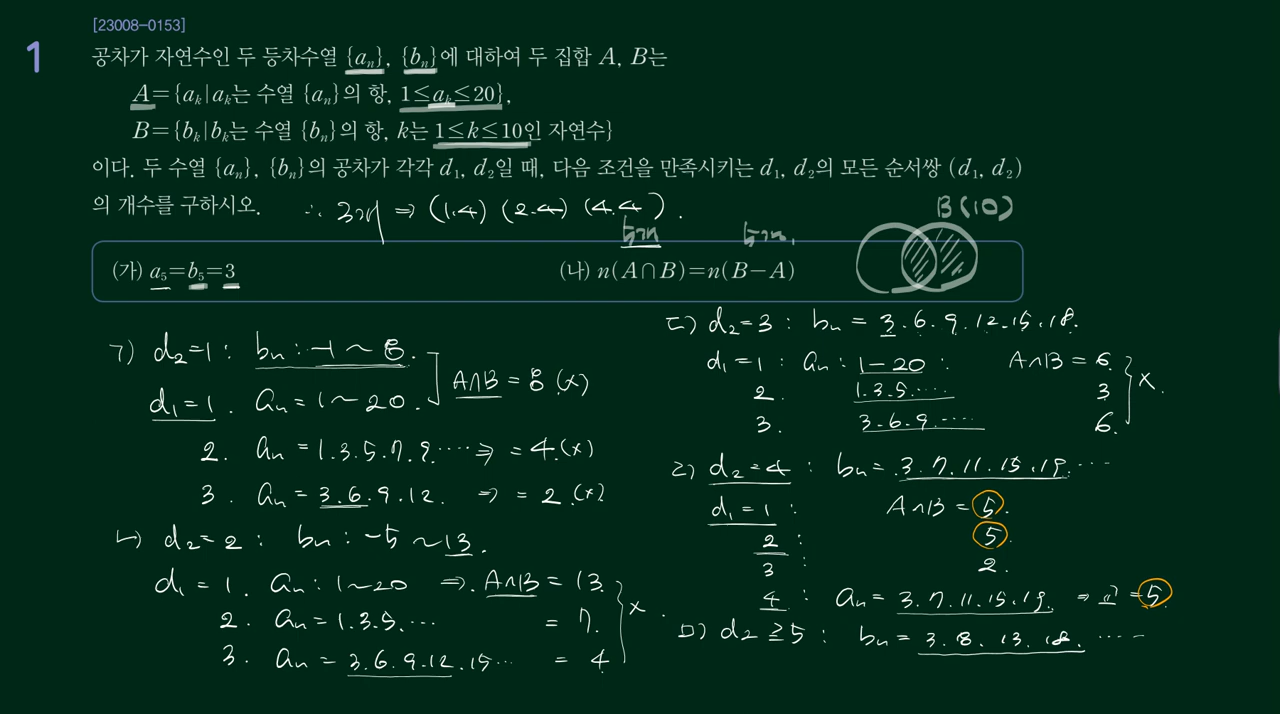 [23008-0153]
1 공차가 자연수인 두 등차수열 {aₙ}, {bₙ}에 대하여 두 집합 A, B는
A={aₖ|aₖ는 수열 {aₙ}의 항, 1≤aₖ≤20},
B={bₖ|bₖ는 수열 {bₙ}의 항, k는 1≤k≤10인 자연수}
이다. 두 수열 {aₙ}, {bₙ}의 공차가 각각 d₁, d₂일 때, 다음 조건을 만족시키는 d₁, d₂의 모든 순서쌍 (d₁, d₂)
의 개수를 구하시오. ∴ 3개 ⇒ (1.4) (2.4) (4.4).
B(10)
5개 5개.
(가) a₅=b₅=3 (나) n(A∩B)=n(B−A)
ㄱ) d₂=1 : bₙ : −1 ~ 8.
d₁=1. aₙ = 1 ~ 20. A∩B = 8 (×)
2. aₙ = 1.3.5.7.9.···· ⇒ = 4.(×)
3. aₙ = 3.6.9.12. ⇒ = 2.(×)
ㄴ) d₂ = 2 : bₙ : −5 ~ 13.
d₁ = 1. aₙ : 1~20 ⇒. A∩B = 13.
2. aₙ = 1.3.5.··· = 7. ×.
3. aₙ = 3.6.9.12.15··· = 4
ㄷ) d₂=3 : bₙ = 3.6.9.12.15.18.
d₁=1 : aₙ : 1−20 : A∩B = 6.
2. 1.3.5..... 3 ×.
3. 3.6.9..... 6.
ㄹ) d₂=4 : bₙ= 3.7.11.15.19.···
d₁=1 : A∩B = 5.
2 : 5
3 : 2.
4 : aₙ= 3.7.11.15.19. ⇒ 〃 = 5.
ㅁ) d₂ ≧ 5 : bₙ= 3.8.13.18. ·····